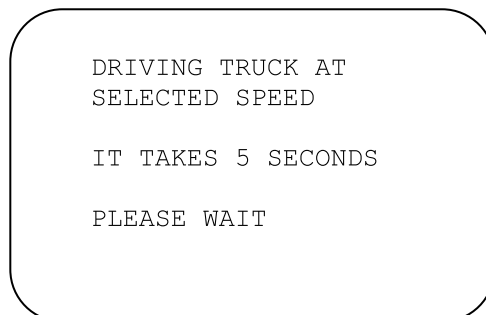 DRIVING TRUCK AT
SELECTED SPEED
IT TAKES 5 SECONDS
PLEASE WAIT